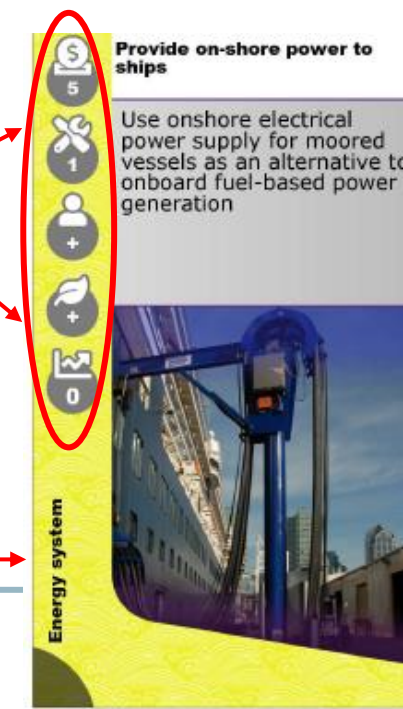 Provide on-shore power to
ships
$
5
1
+
+
0
Use onshore electrical
power supply for moored
vessels as an alternative to
onboard fuel-based power
generation
Energy system